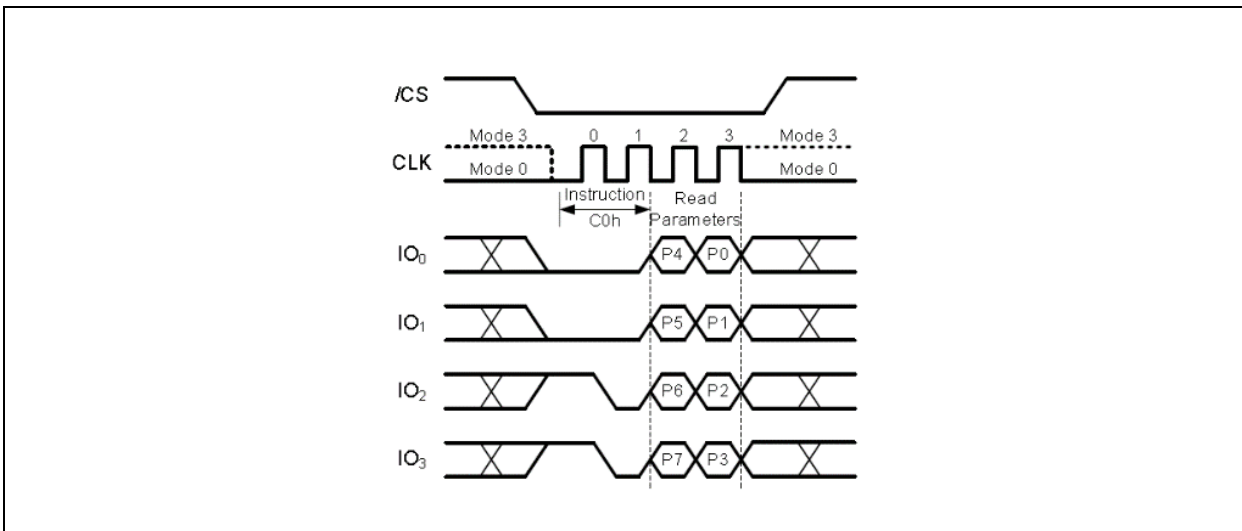 /CS
Mode 3 0 1 2 3 Mode 3
CLK
Mode 0 Mode 0
Instruction Read
C0h Parameters
IO₀ P4 P0
IO₁ P5 P1
IO₂ P6 P2
IO₃ P7 P3